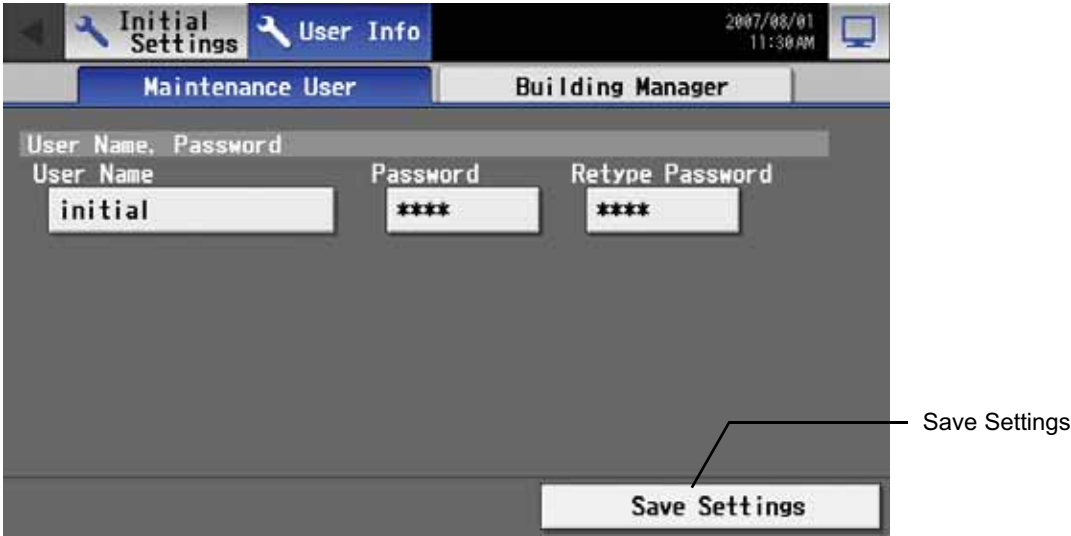 Initial
Settings
User Info
2007/08/01
11:30AM
Maintenance User
Building Manager
User Name, Password
User Name
Password
Retype Password
initial
****
****
Save Settings
Save Settings